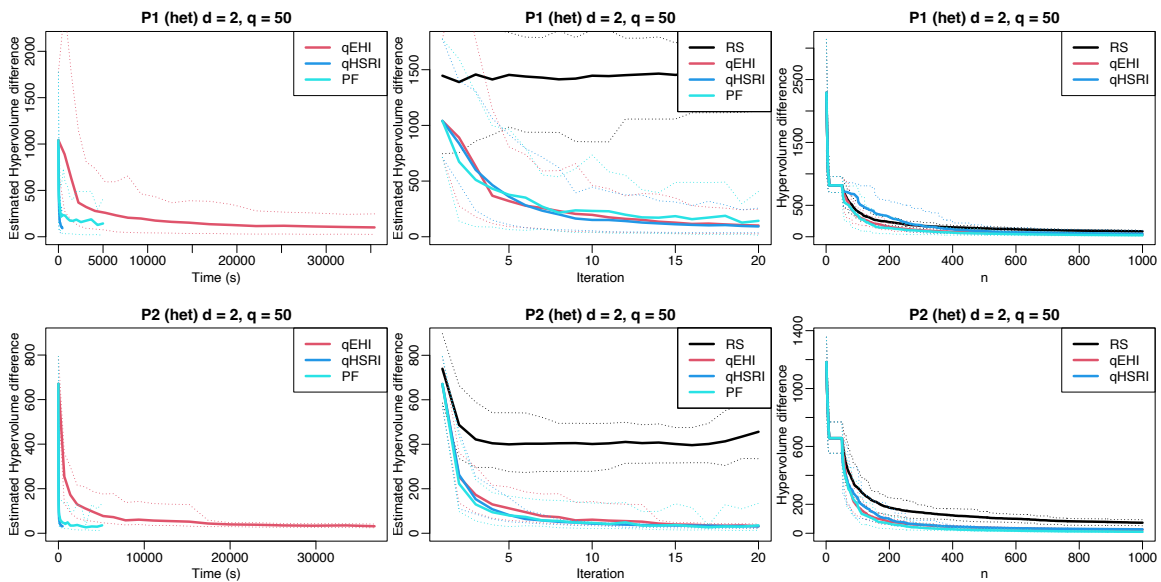 P1 (het) d = 2, q = 50
Estimated Hypervolume difference
0 500 1000 1500 2000
0 5000 10000 20000 30000
Time (s)
qEHI
qHSRI
PF
P1 (het) d = 2, q = 50
Estimated Hypervolume difference
0 500 1000 1500
5 10 15 20
Iteration
RS
qEHI
qHSRI
PF
P1 (het) d = 2, q = 50
Hypervolume difference
0 500 1500 2500
0 200 400 600 800 1000
n
RS
qEHI
qHSRI
P2 (het) d = 2, q = 50
Estimated Hypervolume difference
0 200 400 600 800
0 10000 20000 30000
Time (s)
qEHI
qHSRI
PF
P2 (het) d = 2, q = 50
Estimated Hypervolume difference
0 200 400 600 800
5 10 15 20
Iteration
RS
qEHI
qHSRI
PF
P2 (het) d = 2, q = 50
Hypervolume difference
0 200 600 1000 1400
0 200 400 600 800 1000
n
RS
qEHI
qHSRI